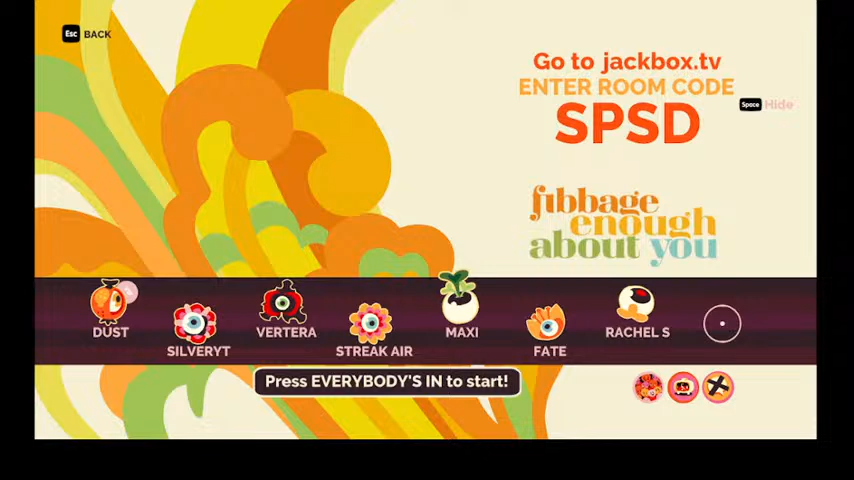 Esc BACK
Go to jackbox.tv
ENTER ROOM CODE
SPSD
Space Hide
fibbage
enough
about you
DUST
SILVERYT
VERTERA
STREAK AIR
MAXI
FATE
RACHEL S
Press EVERYBODY'S IN to start!